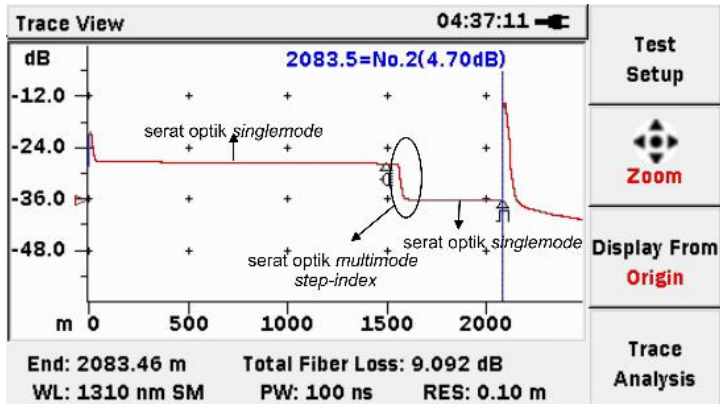 Trace View 04:37:11
dB
2083.5=No.2(4.70dB)
-12.0
serat optik singlemode
-24.0
-36.0
serat optik singlemode
-48.0
serat optik multimode
step-index
m 0 500 1000 1500 2000
End: 2083.46 m Total Fiber Loss: 9.092 dB
WL: 1310 nm SM PW: 100 ns RES: 0.10 m
Test
Setup
Zoom
Display From
Origin
Trace
Analysis